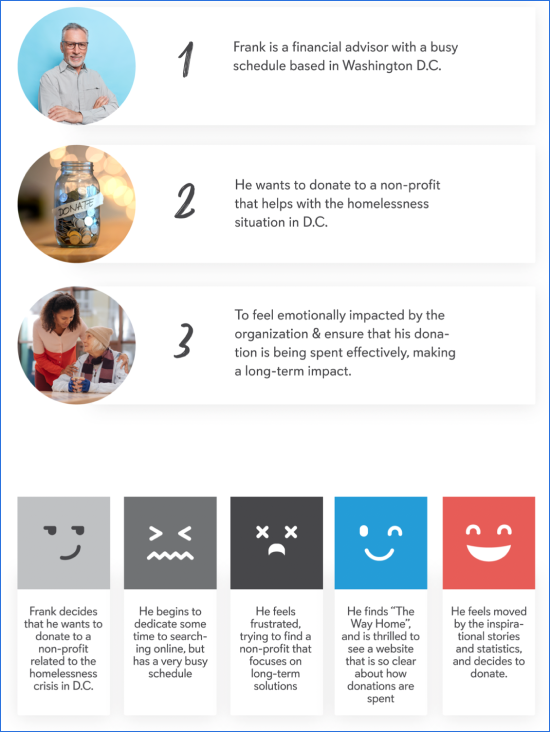 1
Frank is a financial advisor with a busy
schedule based in Washington D.C.
DONATE
2
He wants to donate to a non-profit
that helps with the homelessness
situation in D.C.
3
To feel emotionally impacted by the
organization & ensure that his dona-
tion is being spent effectively, making
a long-term impact.
Frank decides
that he wants to
donate to a
non-profit
related to the
homelessness
crisis in D.C.
He begins to
dedicate some
time to search-
ing online, but
has a very busy
schedule
He feels
frustrated,
trying to find a
non-profit that
focuses on
long-term
solutions
He finds "The
Way Home",
and is thrilled to
see a website
that is so clear
about how
donations are
spent
He feels moved
by the inspira-
tional stories
and statistics,
and decides to
donate.